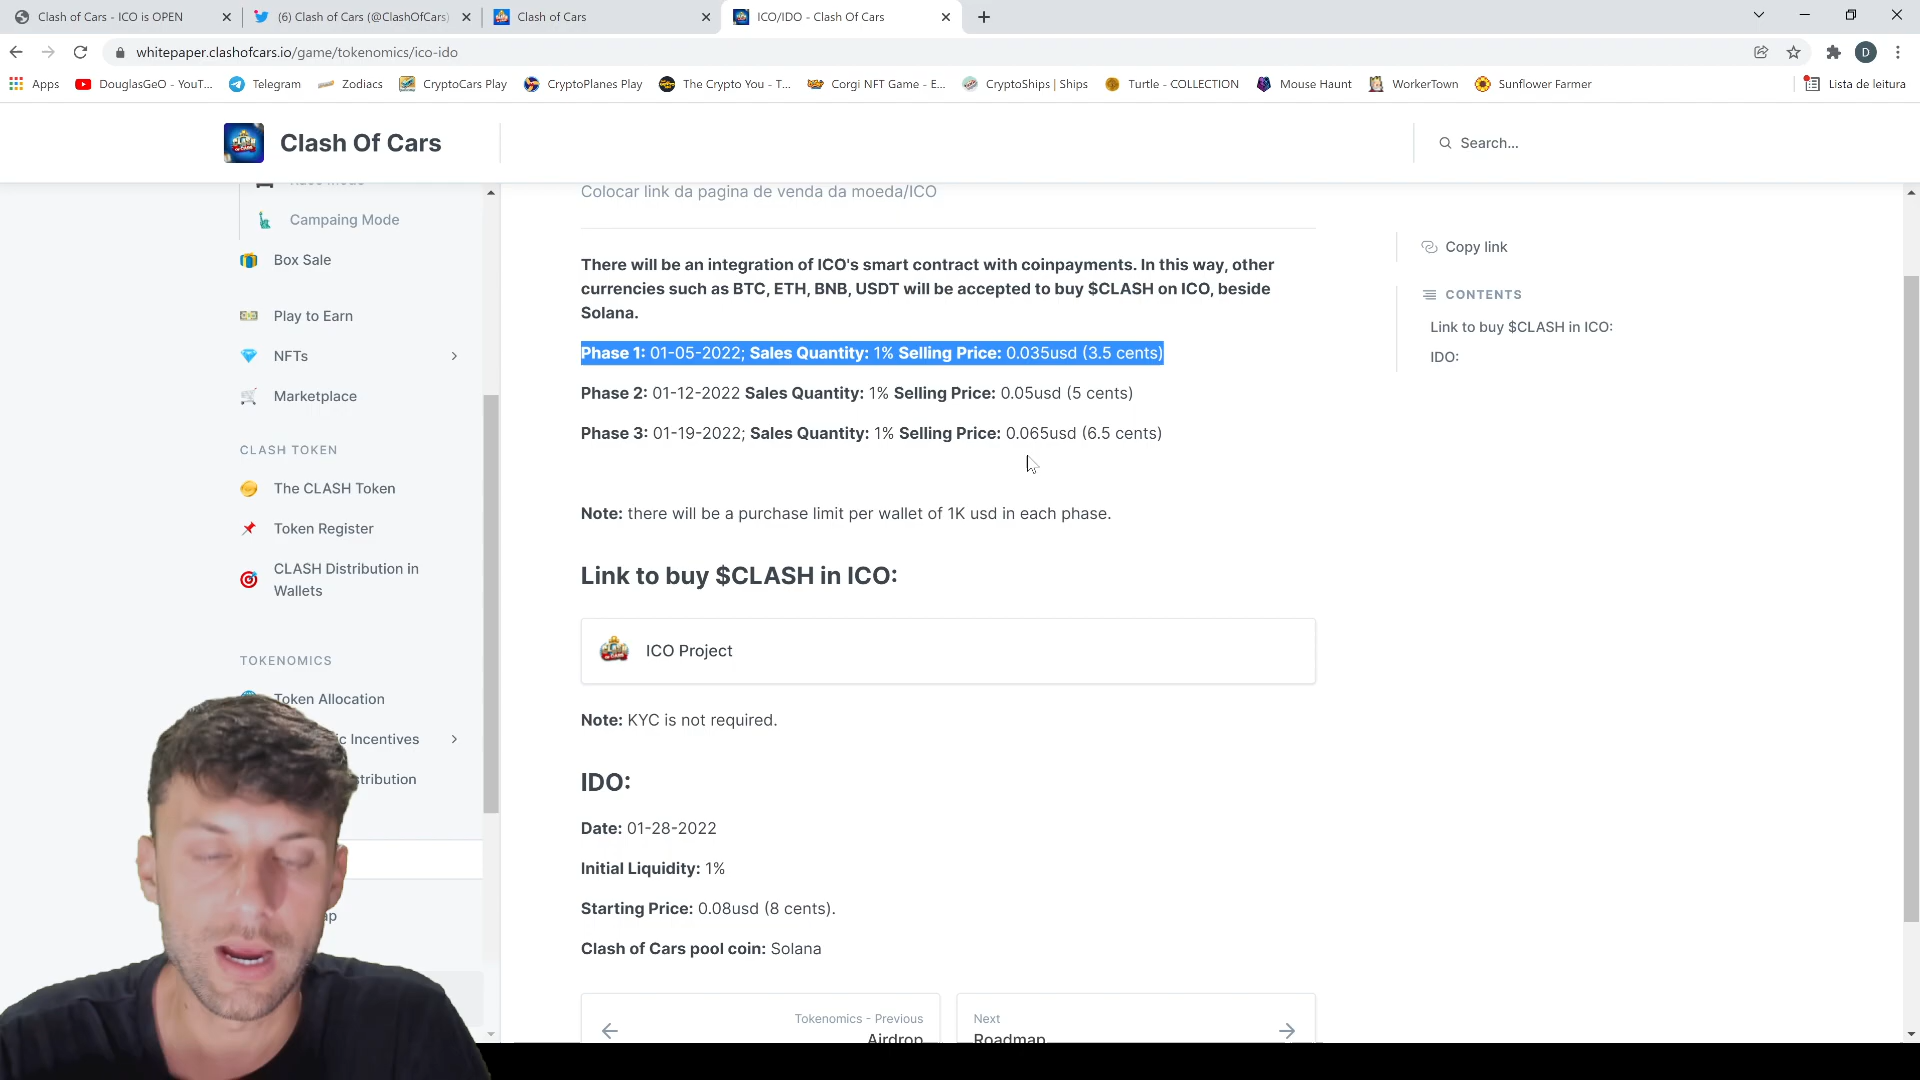 Clash of Cars - ICO is OPEN
(6) Clash of Cars (@ClashOfCars)
Clash of Cars
ICO/IDO - Clash Of Cars
whitepaper.clashofcars.io/game/tokenomics/ico-ido
D
Apps
DouglasGeO - YouT...
Telegram
Zodiacs
CryptoCars Play
CryptoPlanes Play
The Crypto You - T...
Corgi NFT Game - E...
CryptoShips | Ships
Turtle - COLLECTION
Mouse Haunt
WorkerTown
Sunflower Farmer
Lista de leitura
Clash Of Cars
Search...
Campaing Mode
Box Sale
Play to Earn
NFTs
Marketplace
CLASH TOKEN
The CLASH Token
Token Register
CLASH Distribution in
Wallets
TOKENOMICS
Token Allocation
c Incentives
stribution
ap
Colocar link da pagina de venda da moeda/ICO
There will be an integration of ICO's smart contract with coinpayments. In this way, other
currencies such as BTC, ETH, BNB, USDT will be accepted to buy $CLASH on ICO, beside
Solana.
Phase 1: 01-05-2022; Sales Quantity: 1% Selling Price: 0.035usd (3.5 cents)
Phase 2: 01-12-2022 Sales Quantity: 1% Selling Price: 0.05usd (5 cents)
Phase 3: 01-19-2022; Sales Quantity: 1% Selling Price: 0.065usd (6.5 cents)
Note: there will be a purchase limit per wallet of 1K usd in each phase.
Link to buy $CLASH in ICO:
ICO Project
Note: KYC is not required.
IDO:
Date: 01-28-2022
Initial Liquidity: 1%
Starting Price: 0.08usd (8 cents).
Clash of Cars pool coin: Solana
Tokenomics - Previous
Airdrop
Next
Roadmap
Copy link
CONTENTS
Link to buy $CLASH in ICO:
IDO: